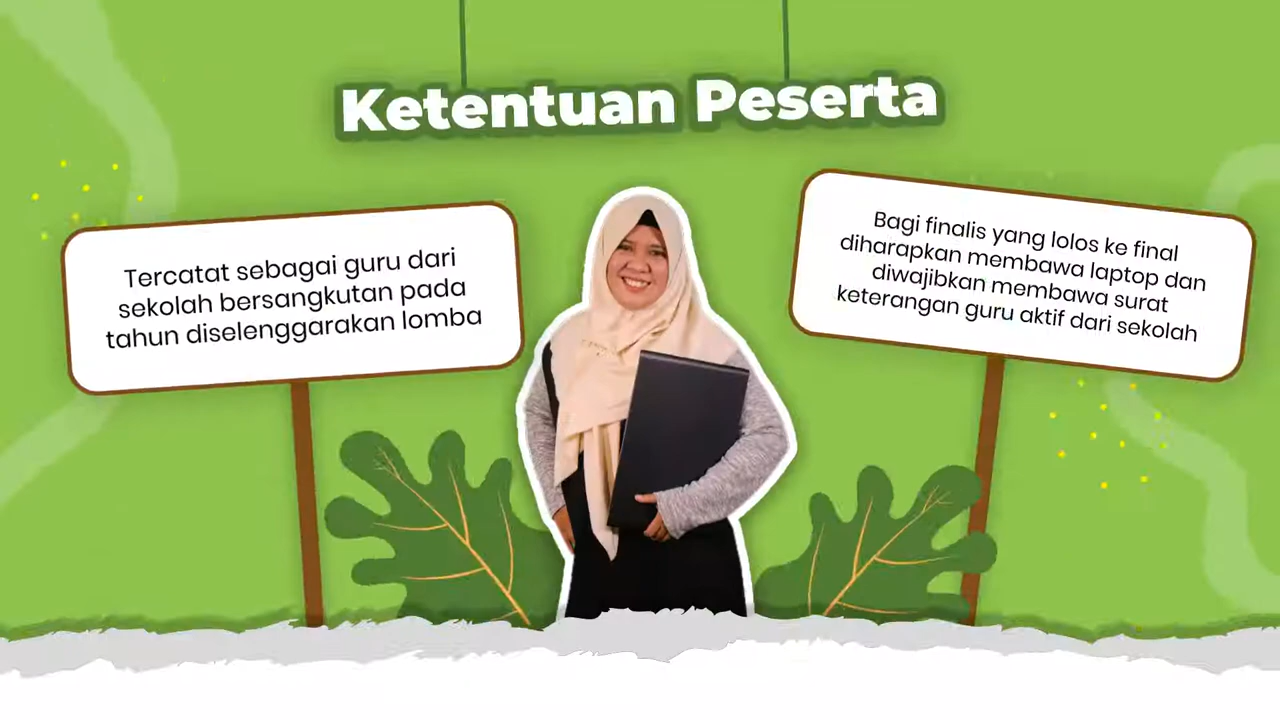 Ketentuan Peserta
Tercatat sebagai guru dari
sekolah bersangkutan pada
tahun diselenggarakan lomba
Bagi finalis yang lolos ke final
diharapkan membawa laptop dan
diwajibkan membawa surat
keterangan guru aktif dari sekolah